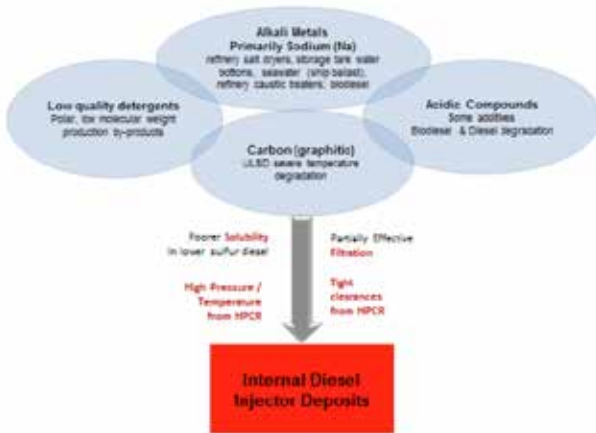 Alkali Metals
Primarily Sodium (Na)
refinery salt dryers, storage tank water
bottoms, seawater (ship ballast),
refinery caustic treaters, biodiesel
Low quality detergents
Polar, low molecular weight
production by-products
Acidic Compounds
Some additives
Biodiesel & Diesel degradation
Carbon (graphitic)
ULSD severe temperature
degradation
Poorer Solubility
In lower sulfur diesel
Partially Effective
Filtration
High Pressure /
Temperature
from HPCR
Tight
clearances
from HPCR
Internal Diesel
Injector Deposits